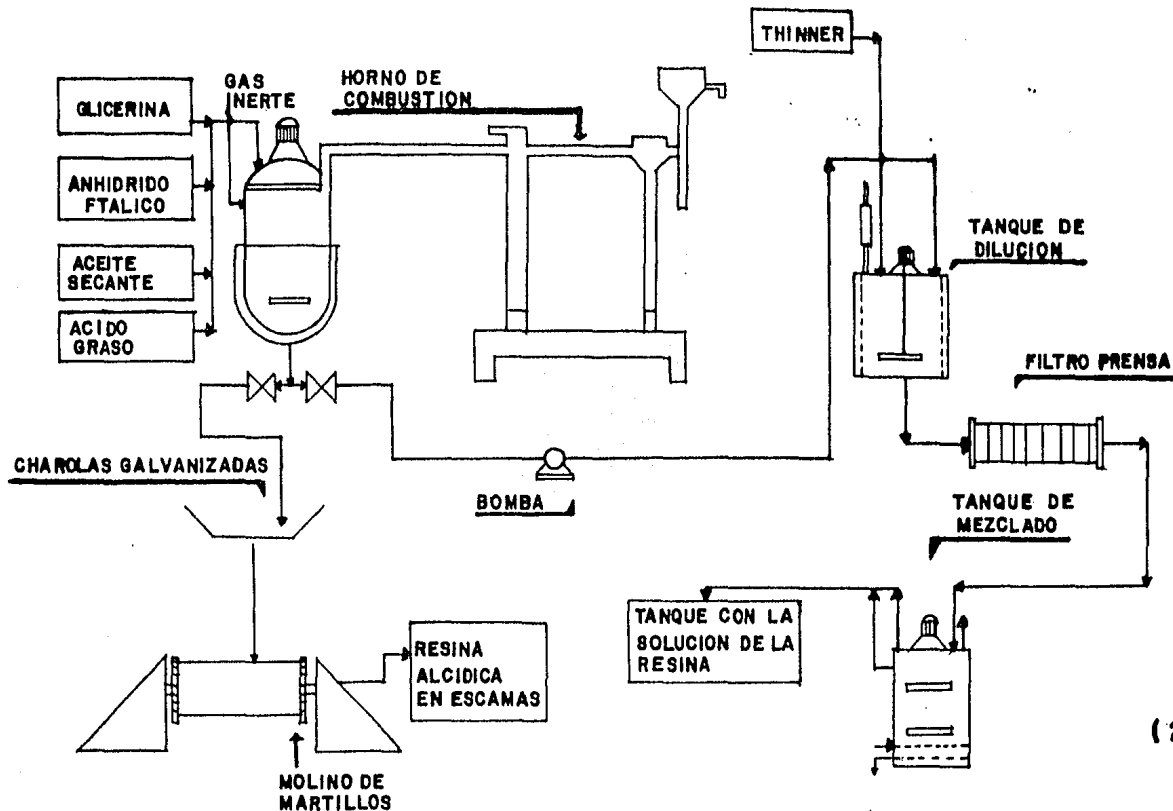 THINNER
GLICERINA
GAS
INERTE
HORNO DE
COMBUSTION
ANHIDRIDO
FTALICO
ACEITE
SECANTE
ACIDO
GRASO
TANQUE DE
DILUCION
FILTRO PRENSA
CHAROLAS GALVANIZADAS
BOMBA
TANQUE DE
MEZCLADO
TANQUE CON LA
SOLUCION DE LA
RESINA
RESINA
ALCIDICA
EN ESCAMAS
MOLINO DE
MARTILLOS